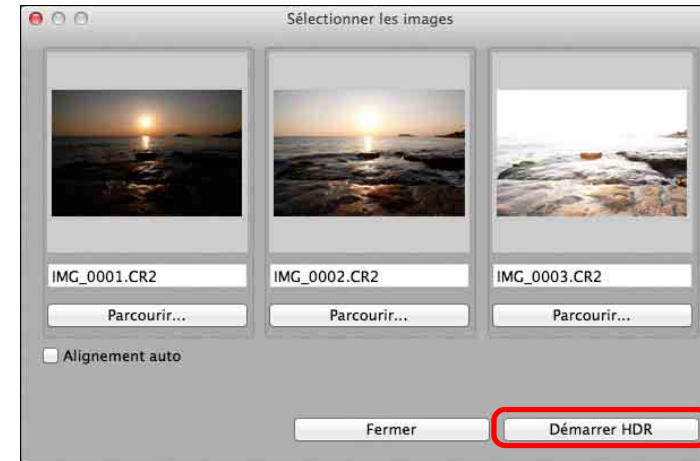 Sélectionner les images
IMG_0001.CR2
IMG_0002.CR2
IMG_0003.CR2
Parcourir...
Parcourir...
Parcourir...
Alignement auto
Fermer
Démarrer HDR